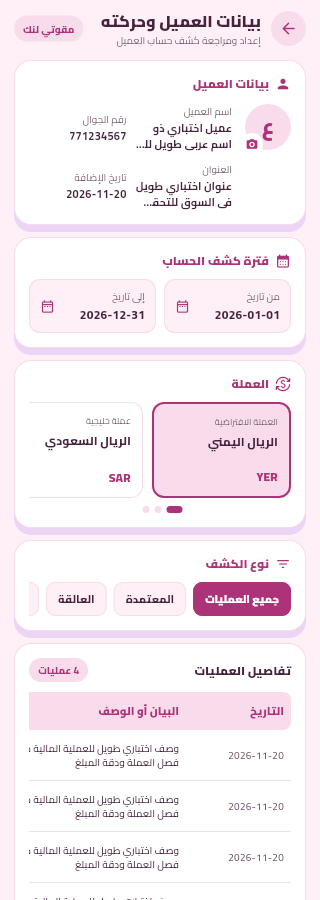 بيانات العميل وحركته
إعداد ومراجعة كشف حساب العميل
مقوتي لنك
بيانات العميل
ع
اسم العميل
عميل اختباري ذو
اسم عربي طويل للـ...
رقم الجوال
771234567
العنوان
عنوان اختباري طويل
في السوق للتحقـ...
تاريخ الإضافة
2026-11-20
فترة كشف الحساب
من تاريخ
2026-01-01
إلى تاريخ
2026-12-31
العملة
العملة الافتراضية
الريال اليمني
YER
عملة خليجية
الريال السعودي
SAR
نوع الكشف
جميع العمليات
المعتمدة
العالقة
تفاصيل العمليات
4 عمليات
التاريخ
البيان أو الوصف
2026-11-20
وصف اختباري طويل للعملية المالية
فصل العملة ودقة المبلغ
2026-11-20
وصف اختباري طويل للعملية المالية
فصل العملة ودقة المبلغ
2026-11-20
وصف اختباري طويل للعملية المالية
فصل العملة ودقة المبلغ